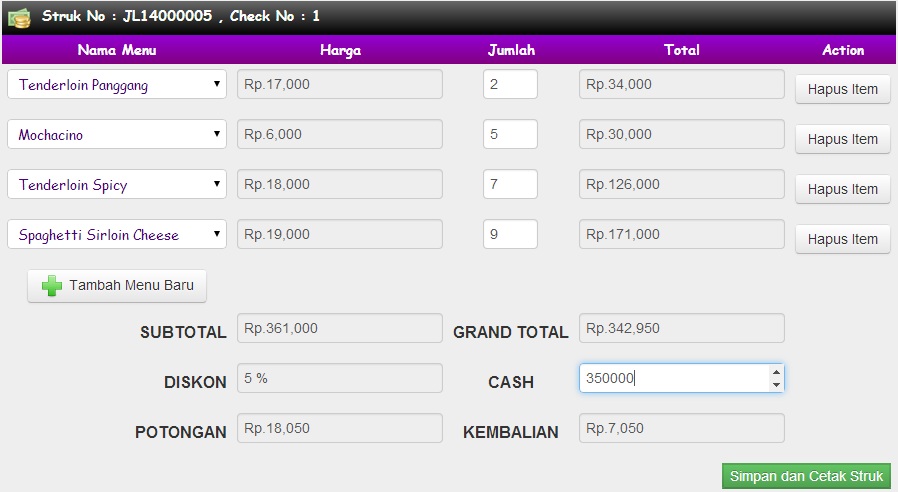 Struk No : JL14000005 , Check No : 1
Nama Menu Harga Jumlah Total Action
Tenderloin Panggang Rp.17,000 2 Rp.34,000 Hapus Item
Mochacino Rp.6,000 5 Rp.30,000 Hapus Item
Tenderloin Spicy Rp.18,000 7 Rp.126,000 Hapus Item
Spaghetti Sirloin Cheese Rp.19,000 9 Rp.171,000 Hapus Item
Tambah Menu Baru
SUBTOTAL Rp.361,000 GRAND TOTAL Rp.342,950
DISKON 5 % CASH 350000
POTONGAN Rp.18,050 KEMBALIAN Rp.7,050
Simpan dan Cetak Struk